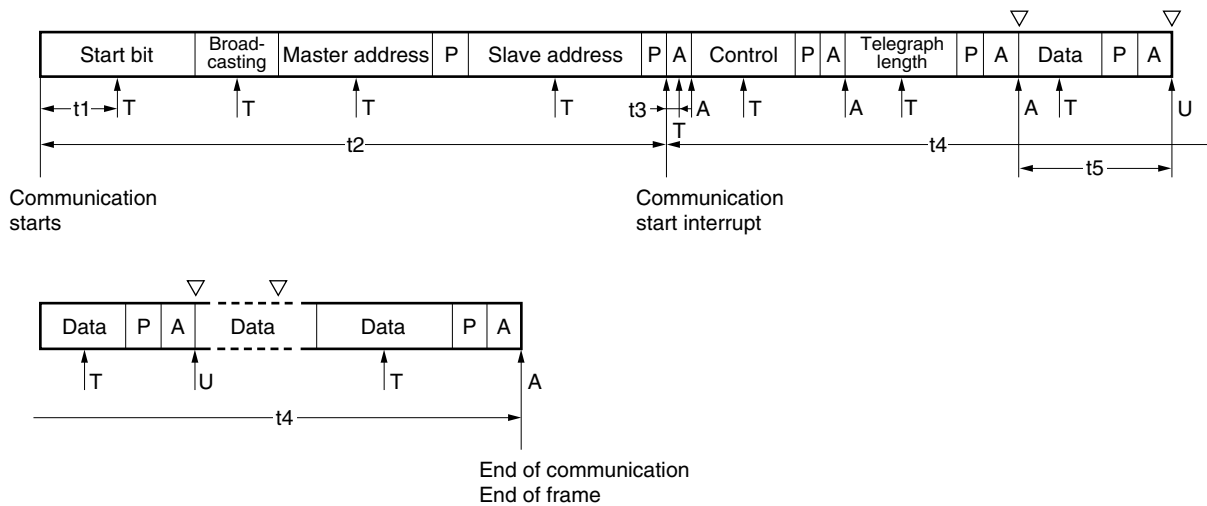 Start bit
Broad-
casting
Master address
P
Slave address
P
A
Control
P
A
Telegraph
length
P
A
Data
P
A
t1
T
T
T
T
t3
T
A
T
A
T
A
T
U
t2
t4
t5
Communication
starts
Communication
start interrupt
Data
P
A
Data
Data
P
A
T
U
T
A
t4
End of communication
End of frame